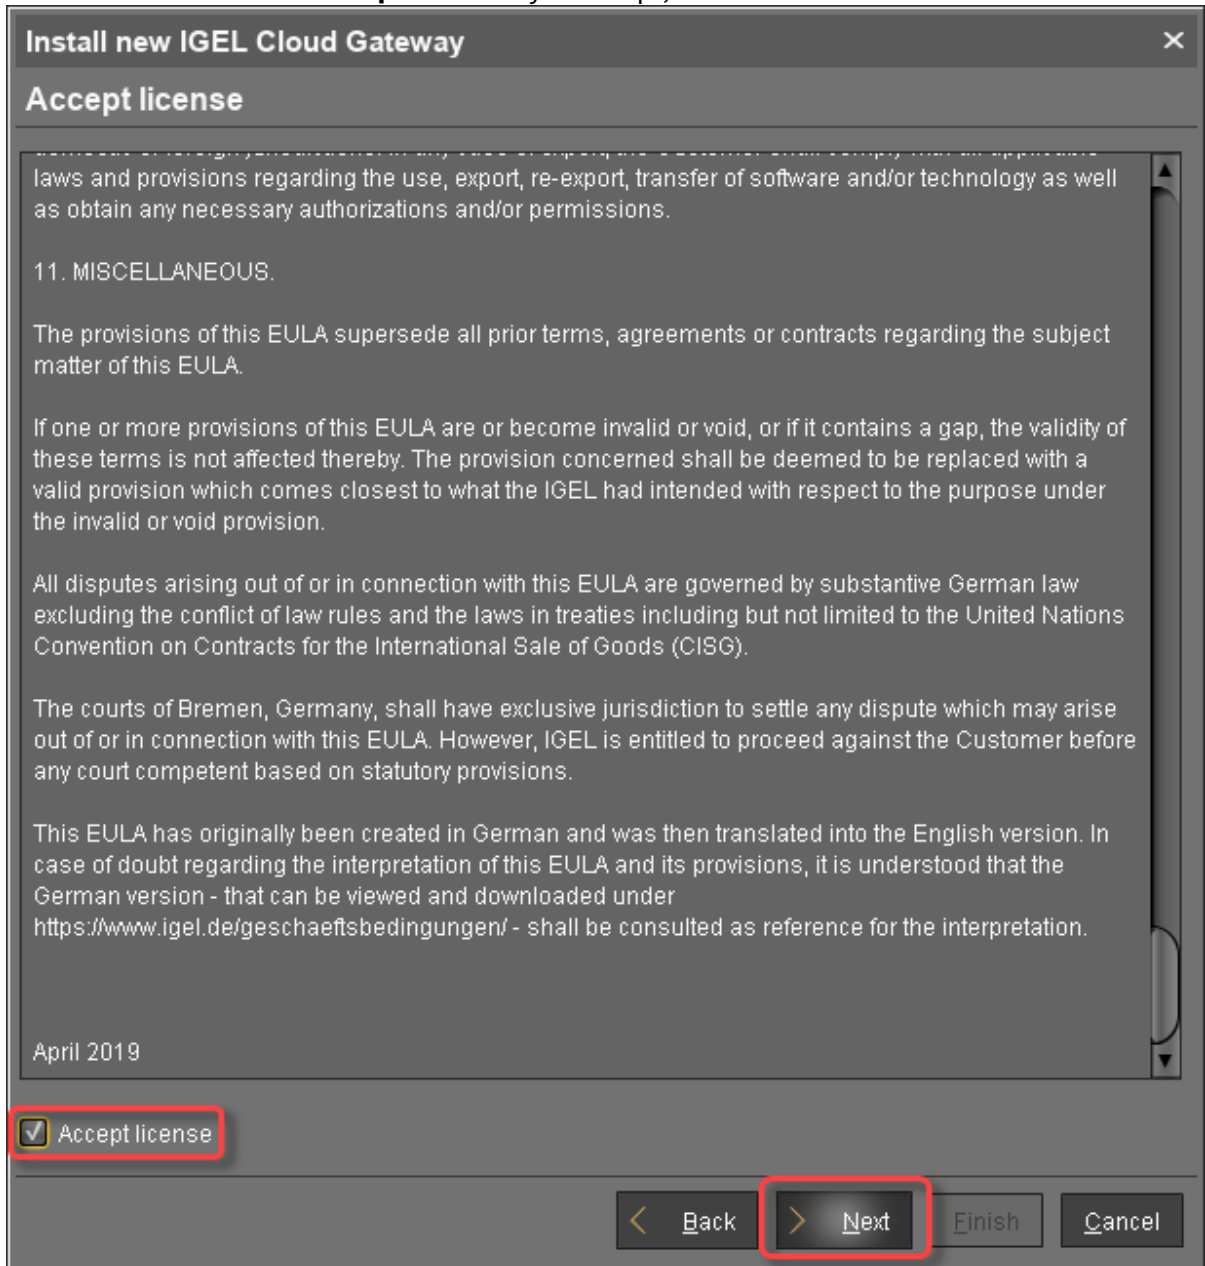 Install new IGEL Cloud Gateway
Accept license
laws and provisions regarding the use, export, re-export, transfer of software and/or technology as well
as obtain any necessary authorizations and/or permissions.
11. MISCELLANEOUS.
The provisions of this EULA supersede all prior terms, agreements or contracts regarding the subject
matter of this EULA.
If one or more provisions of this EULA are or become invalid or void, or if it contains a gap, the validity of
these terms is not affected thereby. The provision concerned shall be deemed to be replaced with a
valid provision which comes closest to what the IGEL had intended with respect to the purpose under
the invalid or void provision.
All disputes arising out of or in connection with this EULA are governed by substantive German law
excluding the conflict of law rules and the laws in treaties including but not limited to the United Nations
Convention on Contracts for the International Sale of Goods (CISG).
The courts of Bremen, Germany, shall have exclusive jurisdiction to settle any dispute which may arise
out of or in connection with this EULA. However, IGEL is entitled to proceed against the Customer before
any court competent based on statutory provisions.
This EULA has originally been created in German and was then translated into the English version. In
case of doubt regarding the interpretation of this EULA and its provisions, it is understood that the
German version - that can be viewed and downloaded under
https://www.igel.de/geschaeftsbedingungen/ - shall be consulted as reference for the interpretation.
April 2019
Accept license
Back Next Finish Cancel